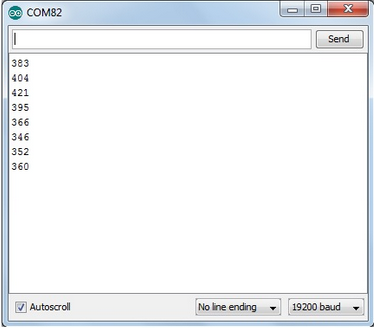 COM82
Send
383
404
421
395
366
346
352
360
Autoscroll
No line ending
19200 baud